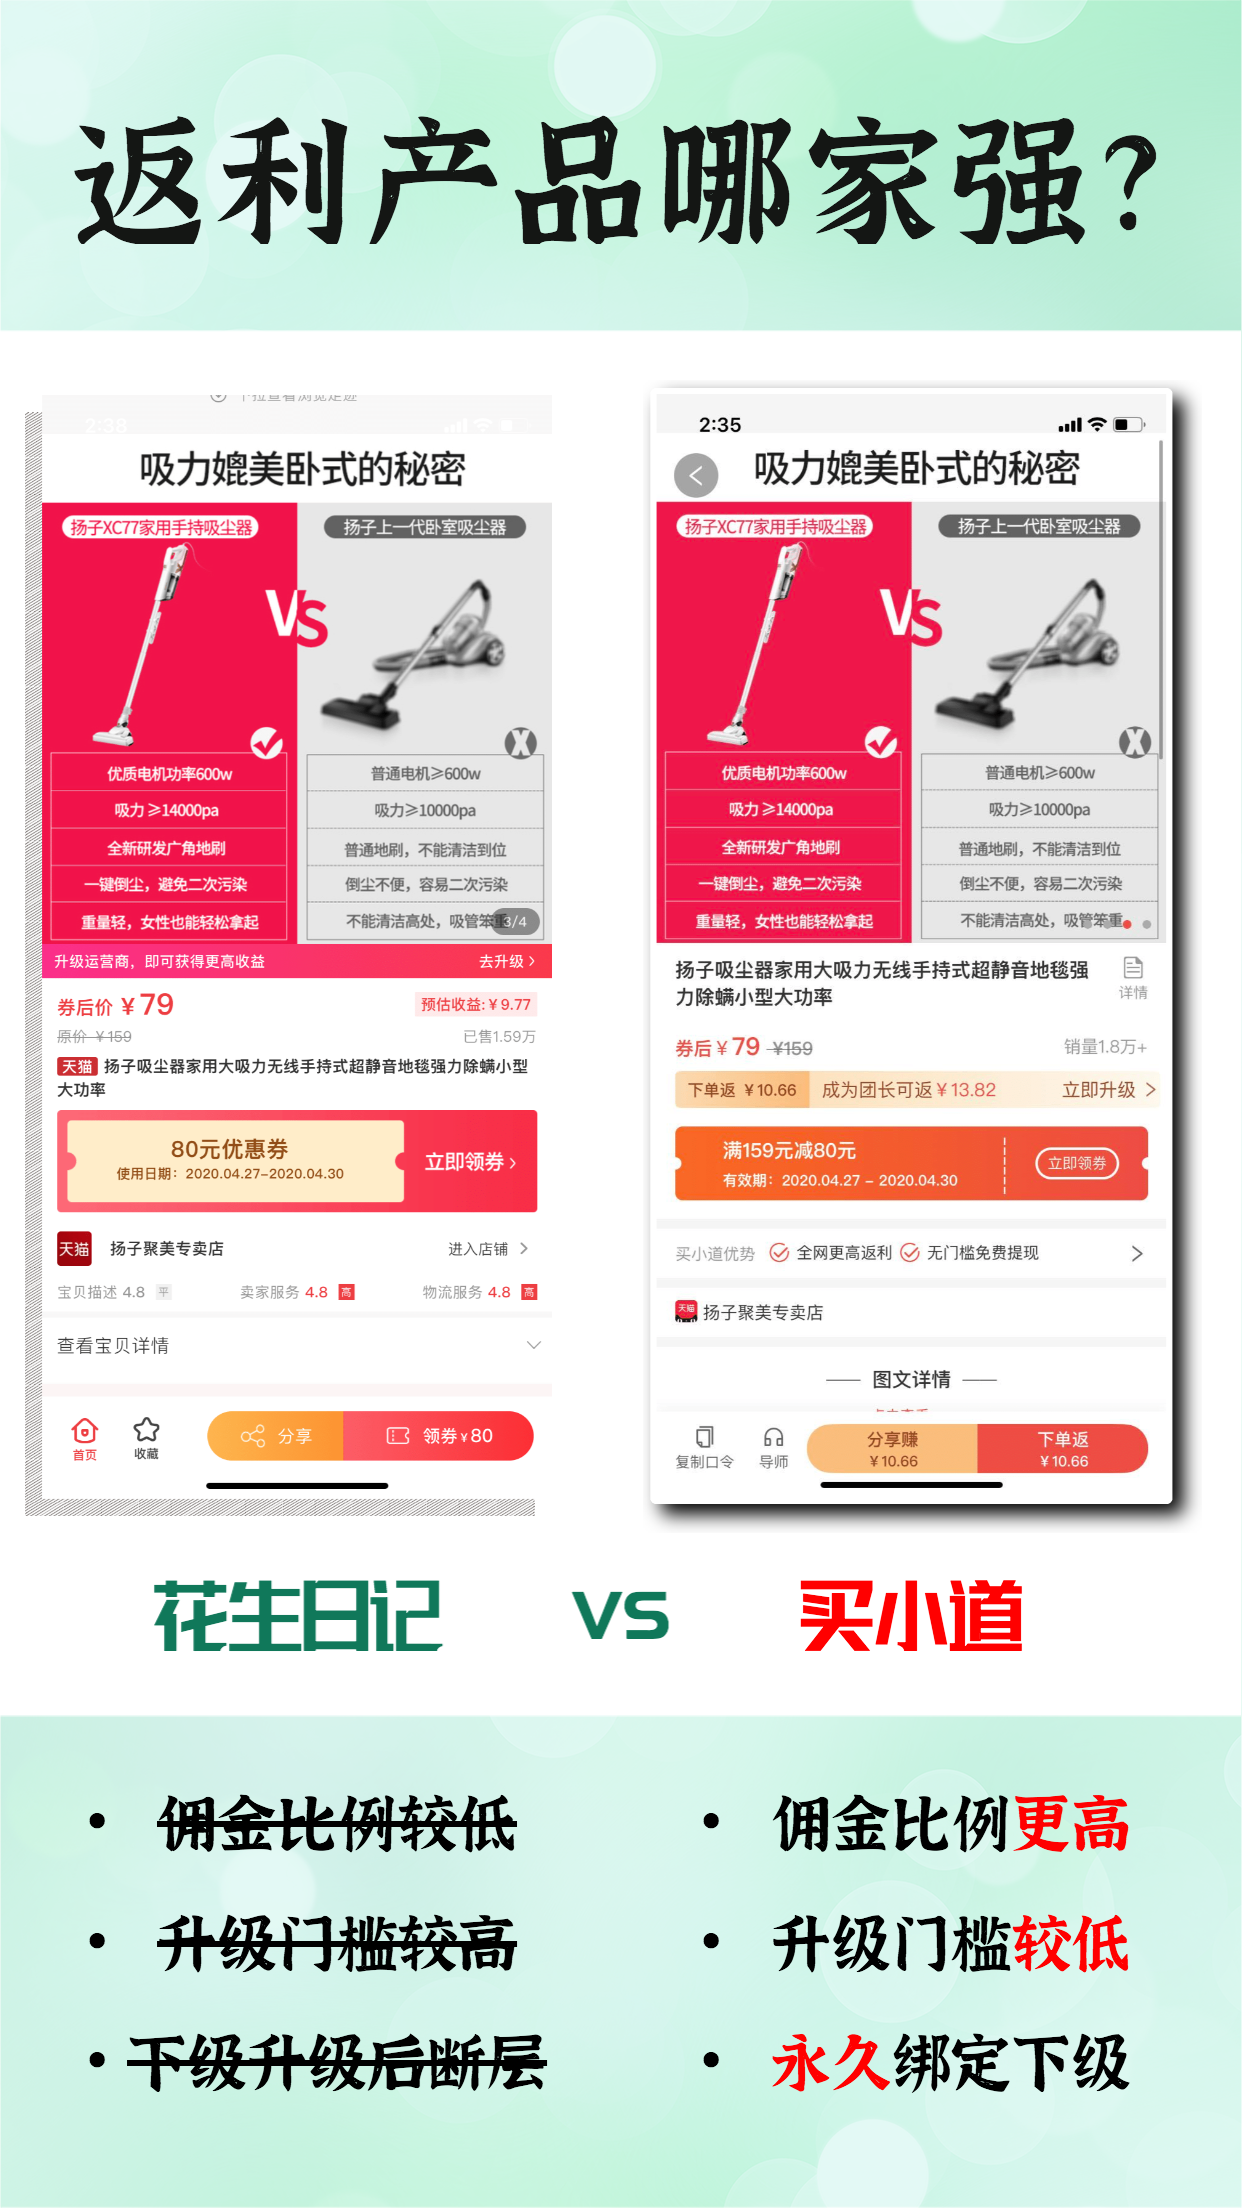 返利产品哪家强?
下拉查看浏览足迹
2:38
吸力媲美卧式的秘密
扬子XC77家用手持吸尘器
扬子上一代卧室吸尘器
VS
X
优质电机功率600w
普通电机≥600w
吸力≥14000pa
吸力≥10000pa
全新研发广角地刷
普通地刷，不能清洁到位
一键倒尘，避免二次污染
倒尘不便，容易二次污染
重量轻，女性也能轻松拿起
不能清洁高处，吸管笨重
3/4
升级运营商，即可获得更高收益
去升级 >
券后价 ¥79
预估收益:¥9.77
原价 ¥159
已售1.59万
天猫 扬子吸尘器家用大吸力无线手持式超静音地毯强力除螨小型
大功率
80元优惠券
使用日期：2020.04.27-2020.04.30
立即领券 >
天猫 扬子聚美专卖店
进入店铺 >
宝贝描述 4.8 平
卖家服务 4.8 高
物流服务 4.8 高
查看宝贝详情
首页
收藏
分享
领券¥80
2:35
吸力媲美卧式的秘密
扬子XC77家用手持吸尘器
扬子上一代卧室吸尘器
VS
X
优质电机功率600w
普通电机≥600w
吸力≥14000pa
吸力≥10000pa
全新研发广角地刷
普通地刷，不能清洁到位
一键倒尘，避免二次污染
倒尘不便，容易二次污染
重量轻，女性也能轻松拿起
不能清洁高处，吸管笨重
扬子吸尘器家用大吸力无线手持式超静音地毯强
力除螨小型大功率
详情
券后¥79 ¥159
销量1.8万+
下单返 ¥10.66
成为团长可返¥13.82
立即升级 >
满159元减80元
有效期：2020.04.27 - 2020.04.30
立即领券
买小道优势 全网更高返利 无门槛免费提现 >
天猫 扬子聚美专卖店
图文详情
复制口令
导师
分享赚
¥10.66
下单返
¥10.66
花生日记
VS
买小道
• 佣金比例较低
• 升级门槛较高
• 下级升级后断层
• 佣金比例更高
• 升级门槛较低
• 永久绑定下级